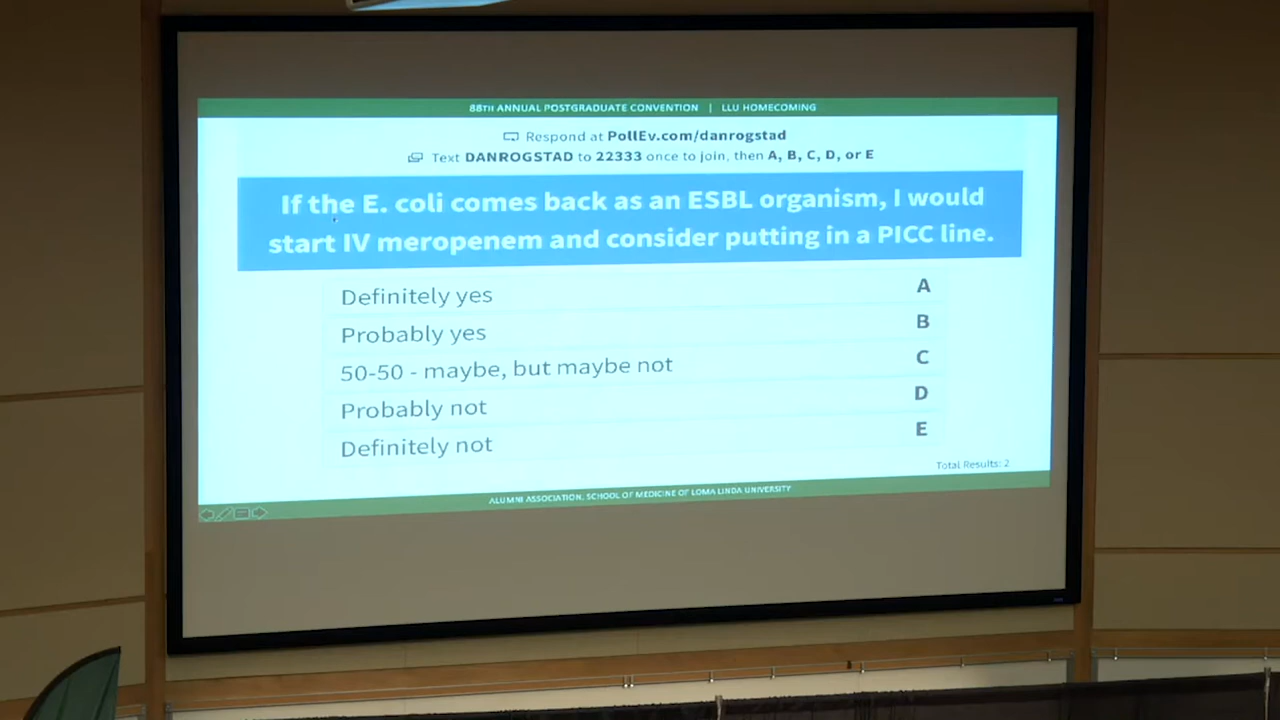 88TH ANNUAL POSTGRADUATE CONVENTION | LLU HOMECOMING
Respond at PollEv.com/danrogstad
Text DANROGSTAD to 22333 once to join, then A, B, C, D, or E
If the E. coli comes back as an ESBL organism, I would
start IV meropenem and consider putting in a PICC line.
Definitely yes A
Probably yes B
50-50 - maybe, but maybe not C
Probably not D
Definitely not E
Total Results: 2
ALUMNI ASSOCIATION, SCHOOL OF MEDICINE OF LOMA LINDA UNIVERSITY